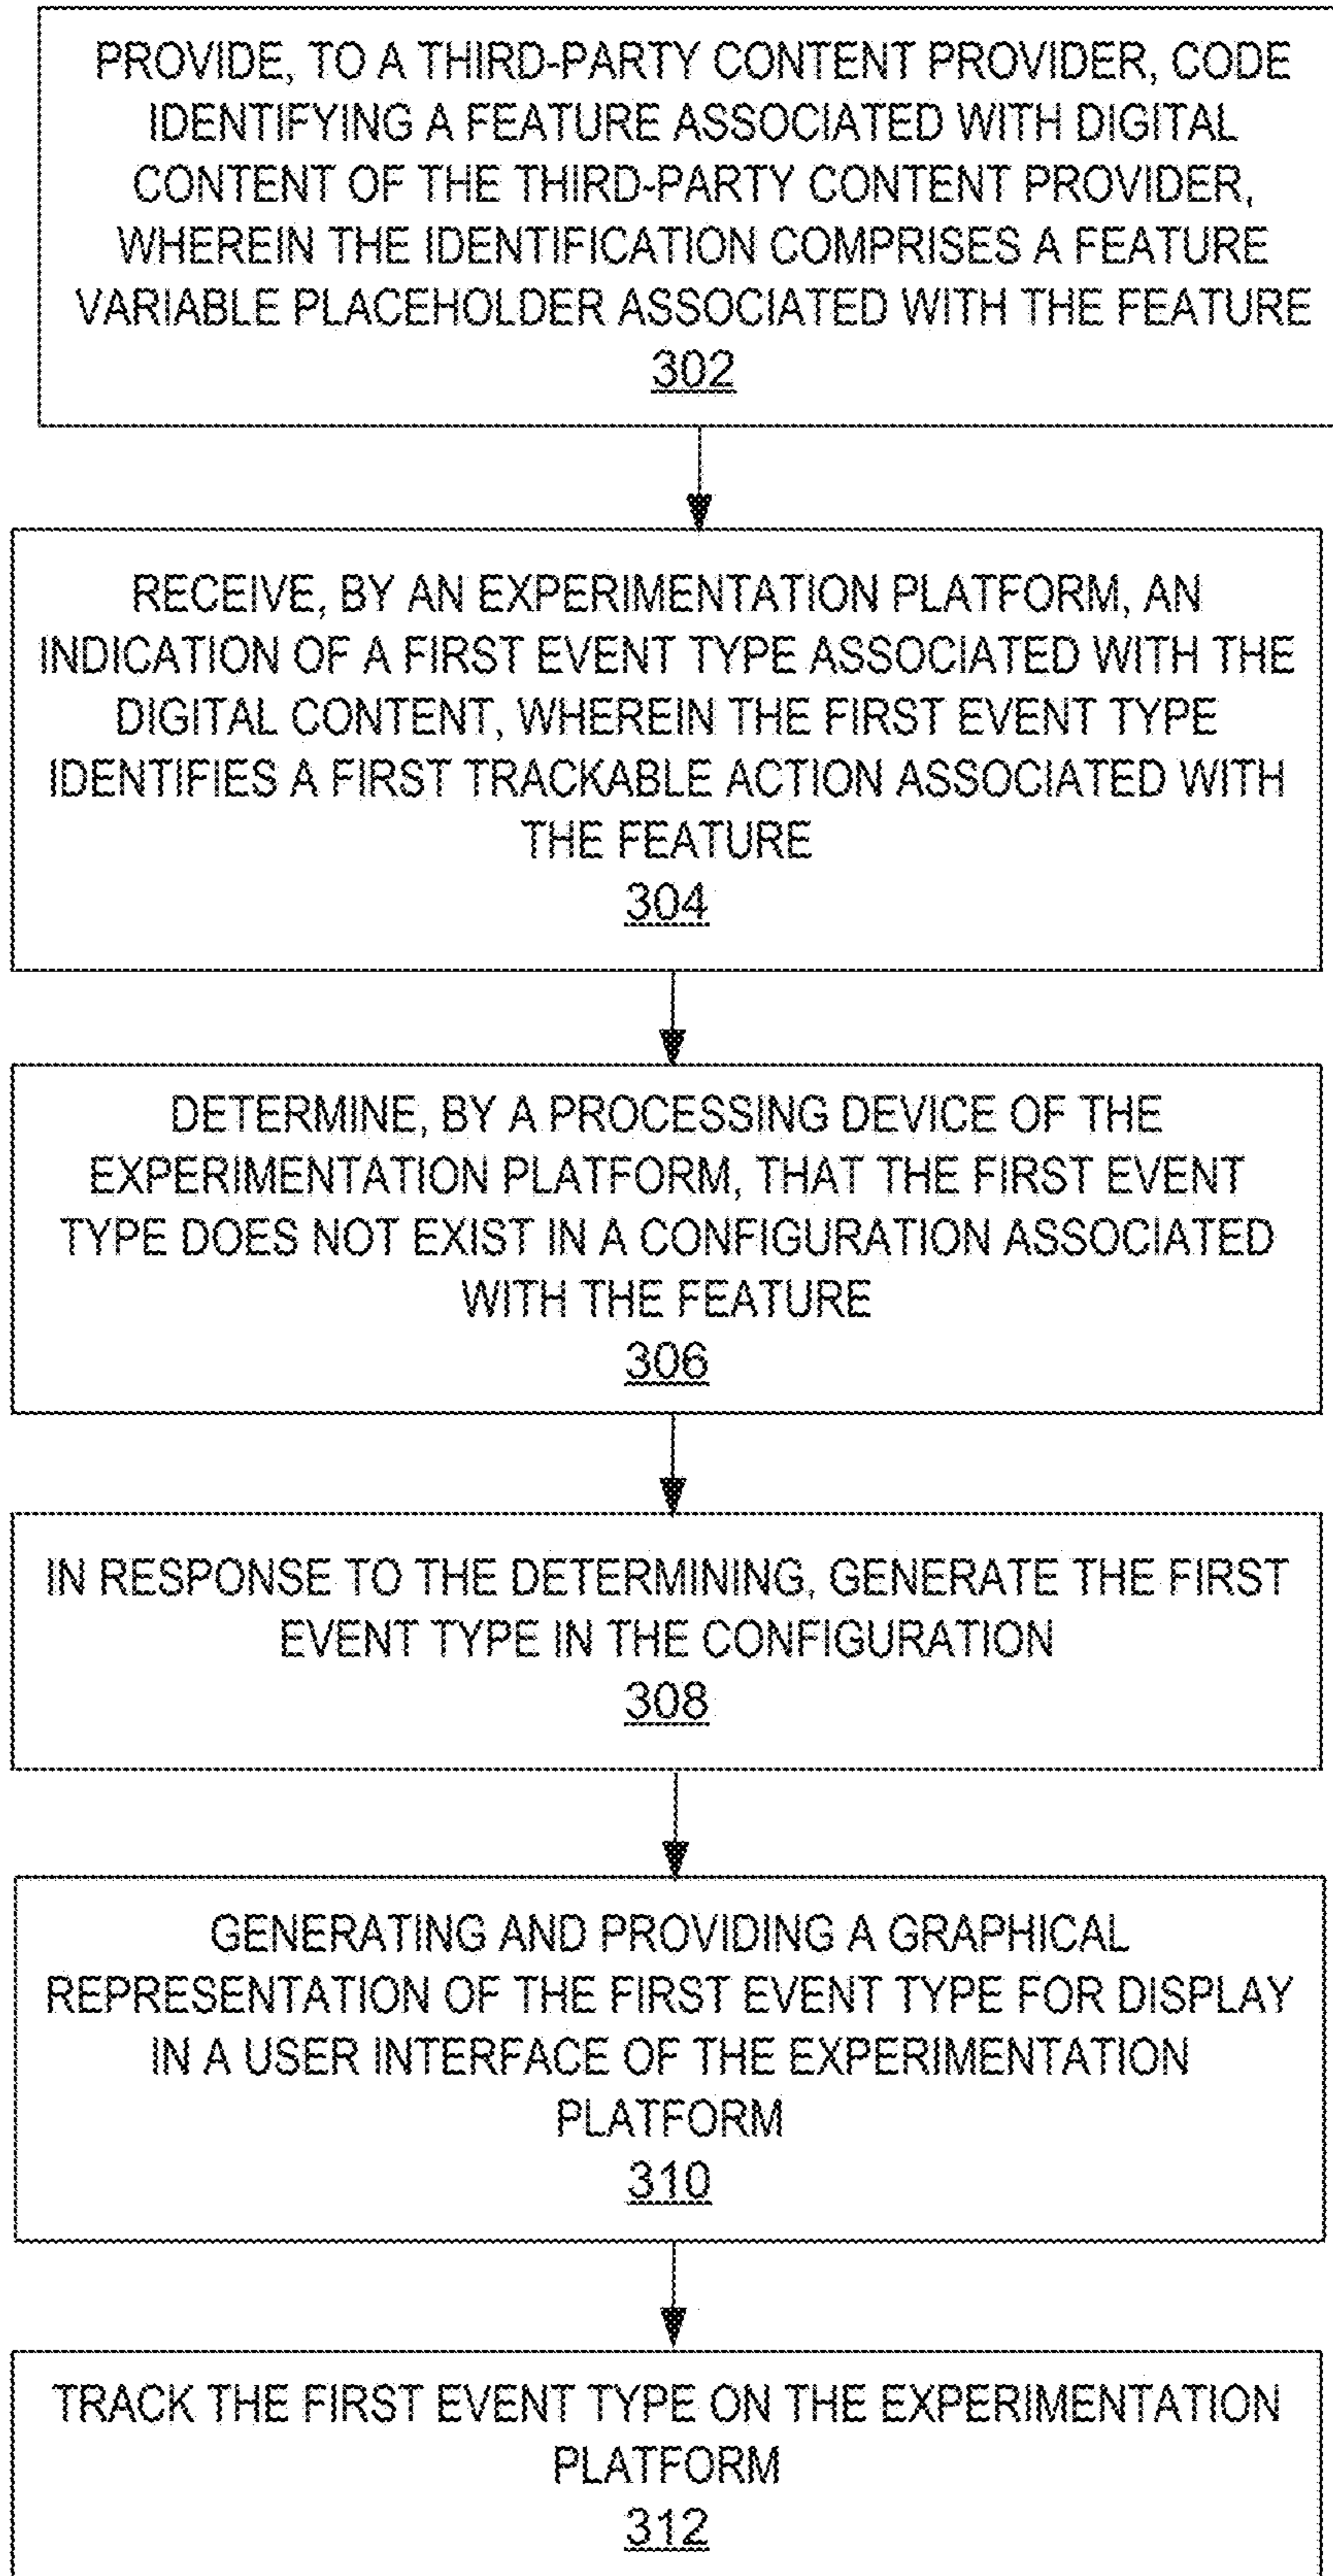 PROVIDE, TO A THIRD-PARTY CONTENT PROVIDER, CODE
IDENTIFYING A FEATURE ASSOCIATED WITH DIGITAL
CONTENT OF THE THIRD-PARTY CONTENT PROVIDER,
WHEREIN THE IDENTIFICATION COMPRISES A FEATURE
VARIABLE PLACEHOLDER ASSOCIATED WITH THE FEATURE
302
RECEIVE, BY AN EXPERIMENTATION PLATFORM, AN
INDICATION OF A FIRST EVENT TYPE ASSOCIATED WITH THE
DIGITAL CONTENT, WHEREIN THE FIRST EVENT TYPE
IDENTIFIES A FIRST TRACKABLE ACTION ASSOCIATED WITH
THE FEATURE
304
DETERMINE, BY A PROCESSING DEVICE OF THE
EXPERIMENTATION PLATFORM, THAT THE FIRST EVENT
TYPE DOES NOT EXIST IN A CONFIGURATION ASSOCIATED
WITH THE FEATURE
306
IN RESPONSE TO THE DETERMINING, GENERATE THE FIRST
EVENT TYPE IN THE CONFIGURATION
308
GENERATING AND PROVIDING A GRAPHICAL
REPRESENTATION OF THE FIRST EVENT TYPE FOR DISPLAY
IN A USER INTERFACE OF THE EXPERIMENTATION
PLATFORM
310
TRACK THE FIRST EVENT TYPE ON THE EXPERIMENTATION
PLATFORM
312